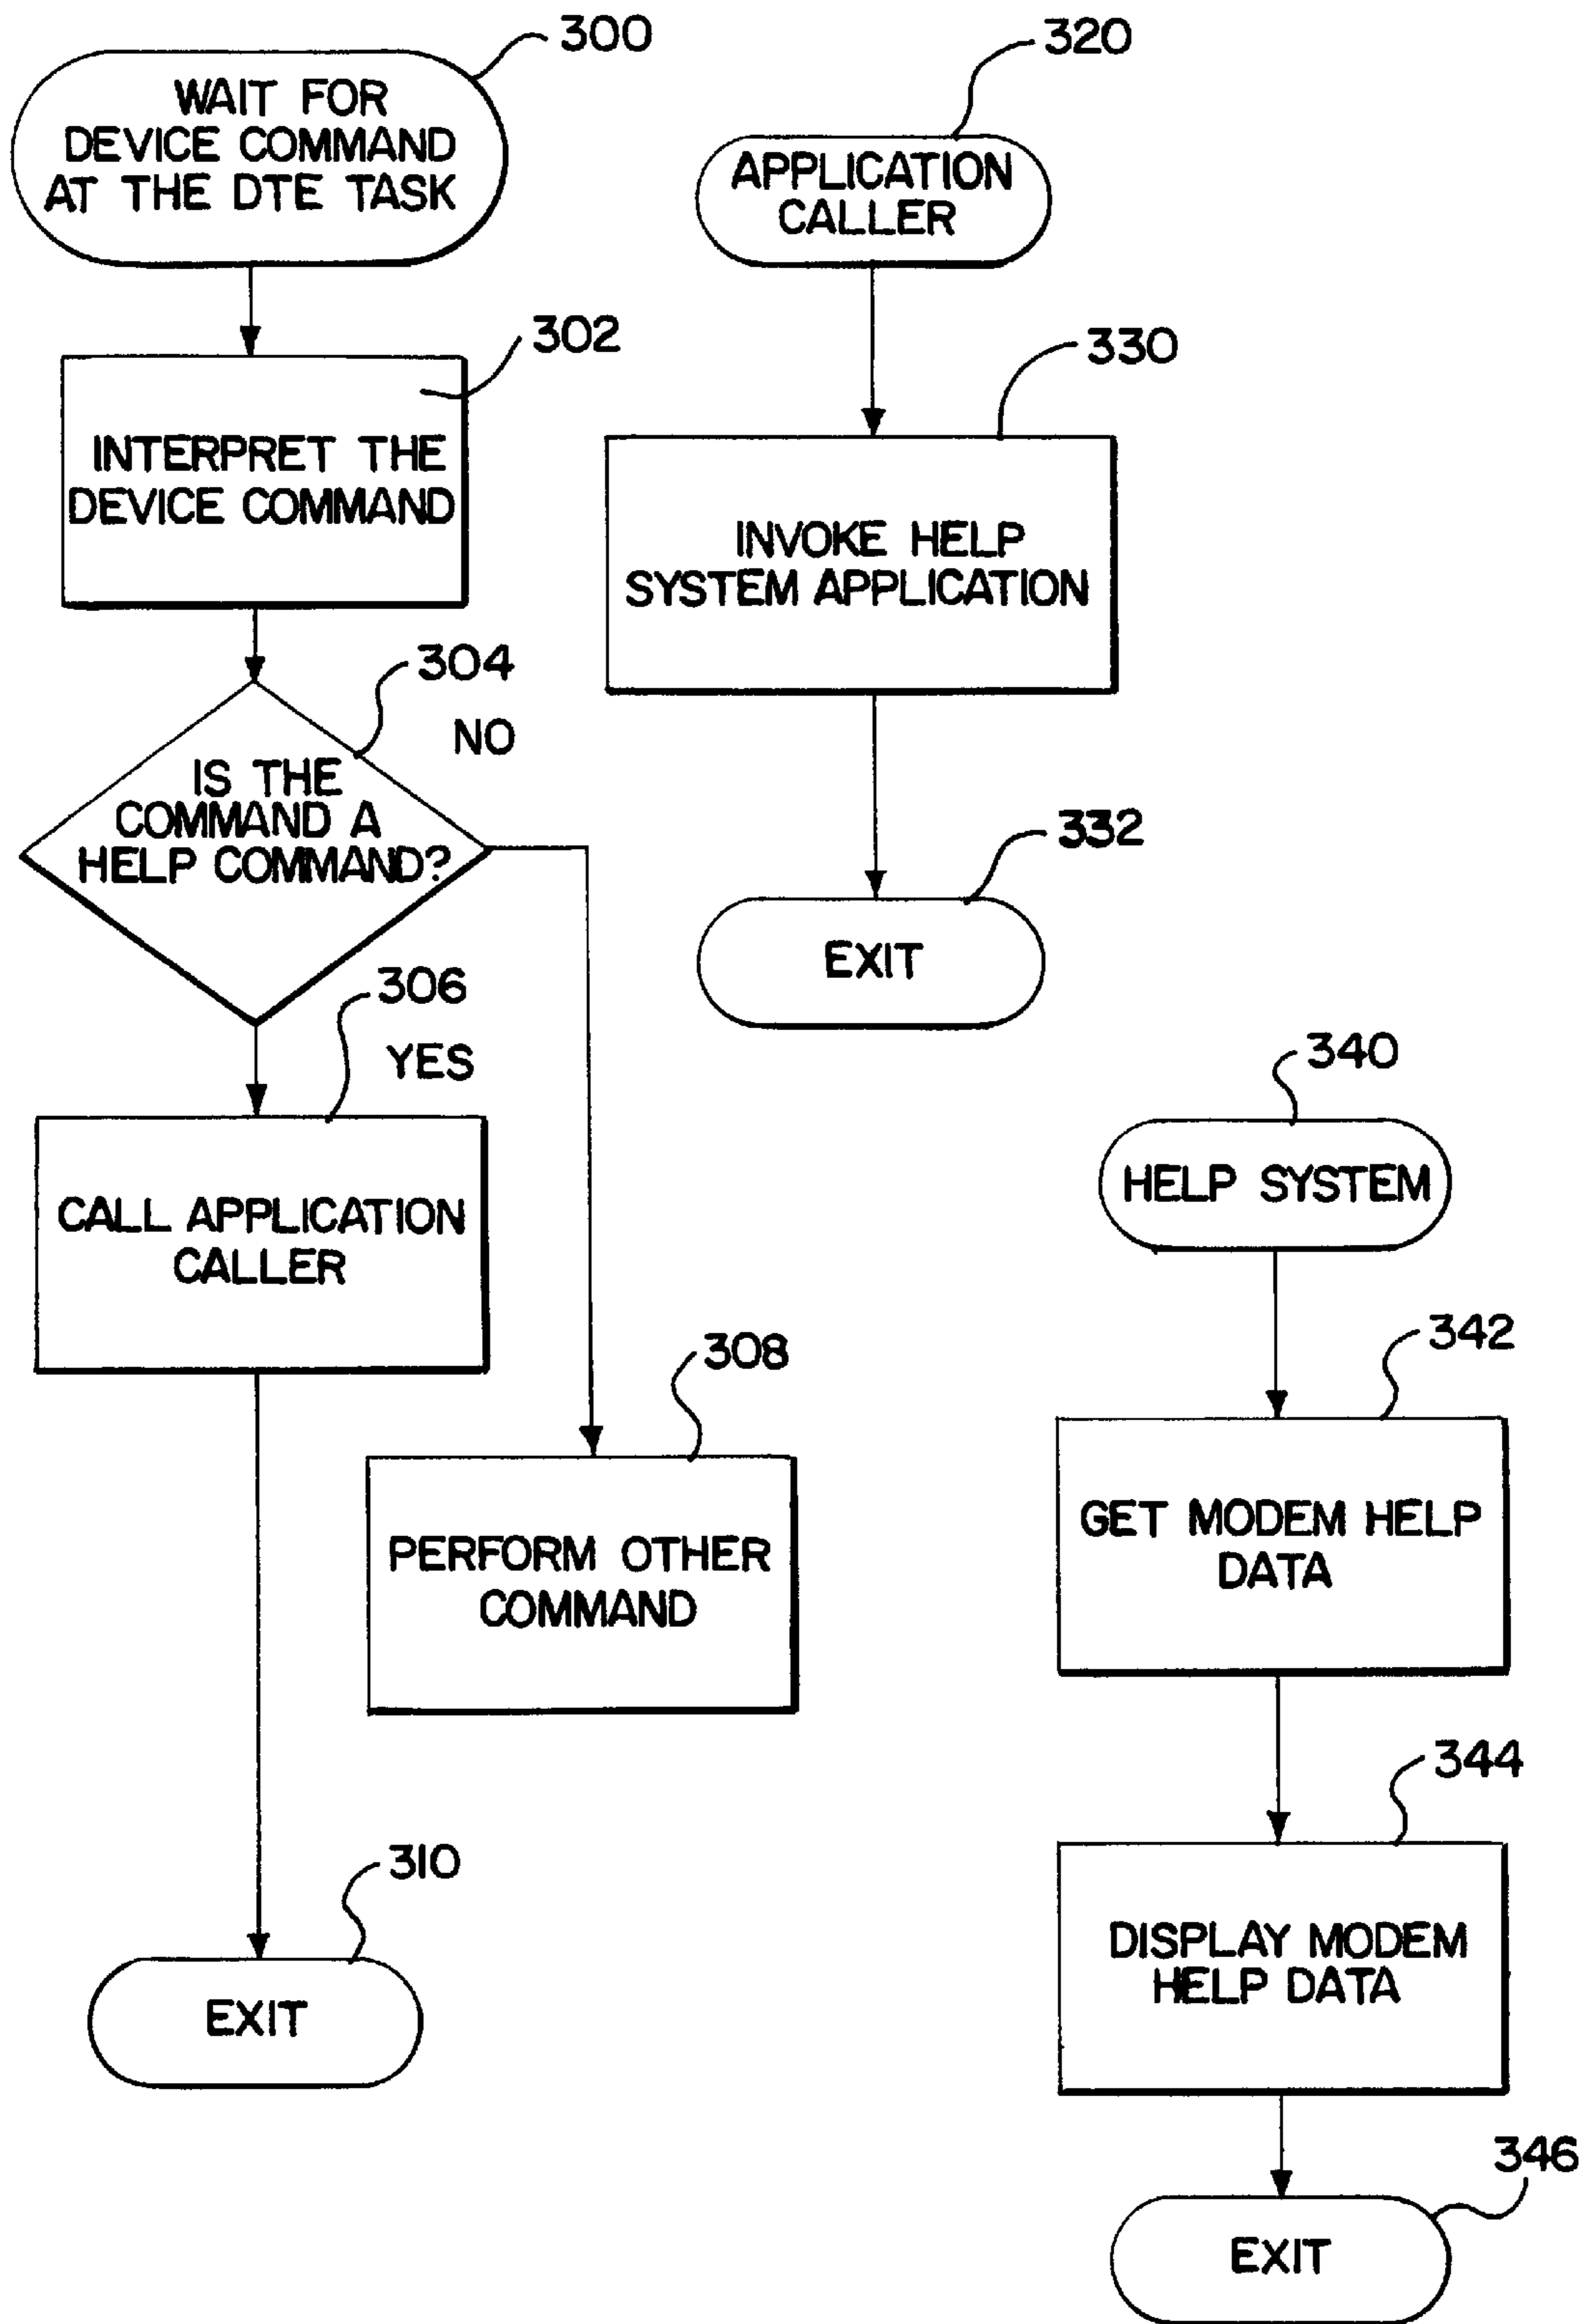 300
WAIT FOR
DEVICE COMMAND
AT THE DTE TASK
302
INTERPRET THE
DEVICE COMMAND
304
NO
IS THE
COMMAND A
HELP COMMAND?
306
YES
CALL APPLICATION
CALLER
308
PERFORM OTHER
COMMAND
310
EXIT
320
APPLICATION
CALLER
330
INVOKE HELP
SYSTEM APPLICATION
332
EXIT
340
HELP SYSTEM
342
GET MODEM HELP
DATA
344
DISPLAY MODEM
HELP DATA
346
EXIT